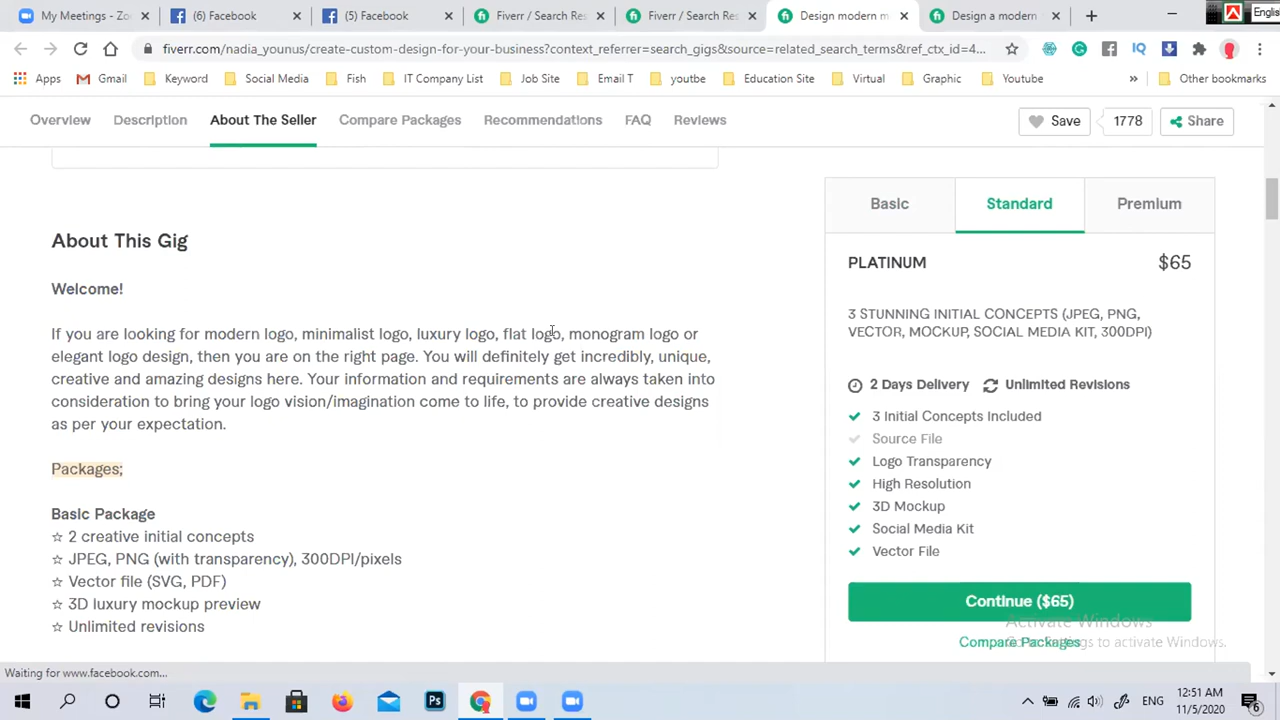 My Meetings - Zo
(6) Facebook
(5) Facebook
Fiverr
Fiverr / Search Re
Design modern m
Design modern
English
fiverr.com/nadia_younus/create-custom-design-for-your-business?context_referrer=search_gigs&source=related_search_terms&ref_ctx_id=4...
Apps
Gmail
Keyword
Social Media
Fish
IT Company List
Job Site
Email T
youtbe
Education Site
Virtual
Graphic
Youtube
»
Other bookmarks
Overview
Description
About The Seller
Compare Packages
Recommendations
FAQ
Reviews
Save
1778
Share
About This Gig
Welcome!
If you are looking for modern logo, minimalist logo, luxury logo, flat logo, monogram logo or
elegant logo design, then you are on the right page. You will definitely get incredibly, unique,
creative and amazing designs here. Your information and requirements are always taken into
consideration to bring your logo vision/imagination come to life, to provide creative designs
as per your expectation.
Packages;
Basic Package
☆ 2 creative initial concepts
☆ JPEG, PNG (with transparency), 300DPI/pixels
☆ Vector file (SVG, PDF)
☆ 3D luxury mockup preview
☆ Unlimited revisions
Basic
Standard
Premium
PLATINUM
$65
3 STUNNING INITIAL CONCEPTS (JPEG, PNG,
VECTOR, MOCKUP, SOCIAL MEDIA KIT, 300DPI)
2 Days Delivery
Unlimited Revisions
3 Initial Concepts Included
Source File
Logo Transparency
High Resolution
3D Mockup
Social Media Kit
Vector File
Continue ($65)
Activate Windows
Compare Packages
to activate Windows.
Waiting for www.facebook.com...
IQ
Ps
ENG
12:51 AM
11/5/2020
6